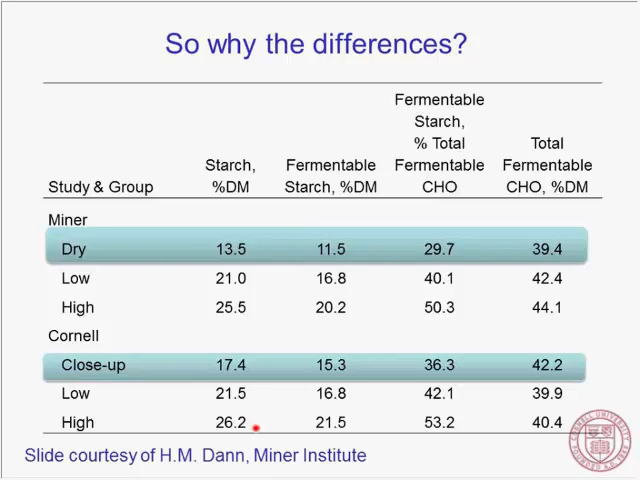 So why the differences?
Fermentable
Starch,
% Total Total
Starch, Fermentable Fermentable Fermentable
Study & Group %DM Starch, %DM CHO CHO, %DM
Miner
Dry 13.5 11.5 29.7 39.4
Low 21.0 16.8 40.1 42.4
High 25.5 20.2 50.3 44.1
Cornell
Close-up 17.4 15.3 36.3 42.2
Low 21.5 16.8 42.1 39.9
High 26.2 21.5 53.2 40.4
Slide courtesy of H.M. Dann, Miner Institute
CORNELL UNIVERSITY
FOUNDED A.D. 1865